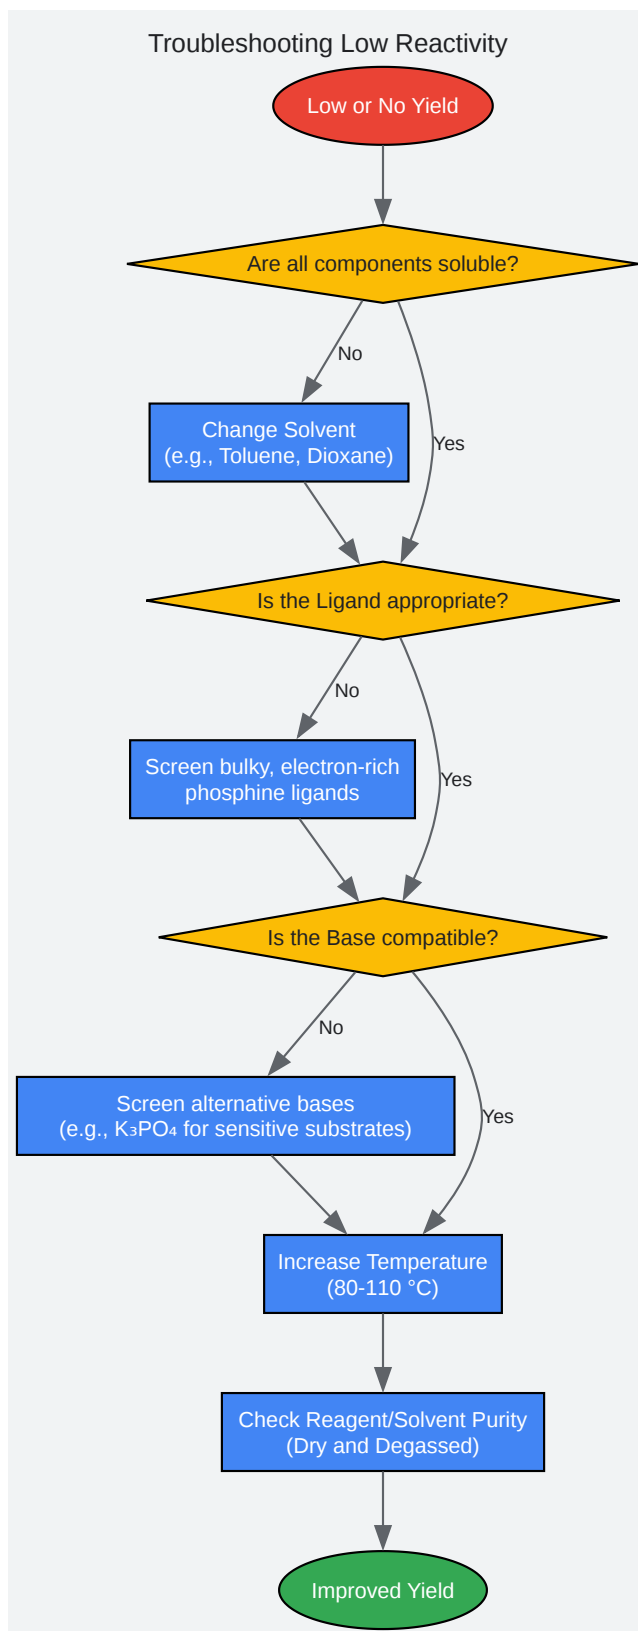 Troubleshooting Low Reactivity
Low or No Yield
Are all components soluble?
No
Change Solvent
(e.g., Toluene, Dioxane)
Yes
Is the Ligand appropriate?
No
Screen bulky, electron-rich
phosphine ligands
Yes
Is the Base compatible?
No
Screen alternative bases
(e.g., K₃PO₄ for sensitive substrates)
Yes
Increase Temperature
(80-110 °C)
Check Reagent/Solvent Purity
(Dry and Degassed)
Improved Yield